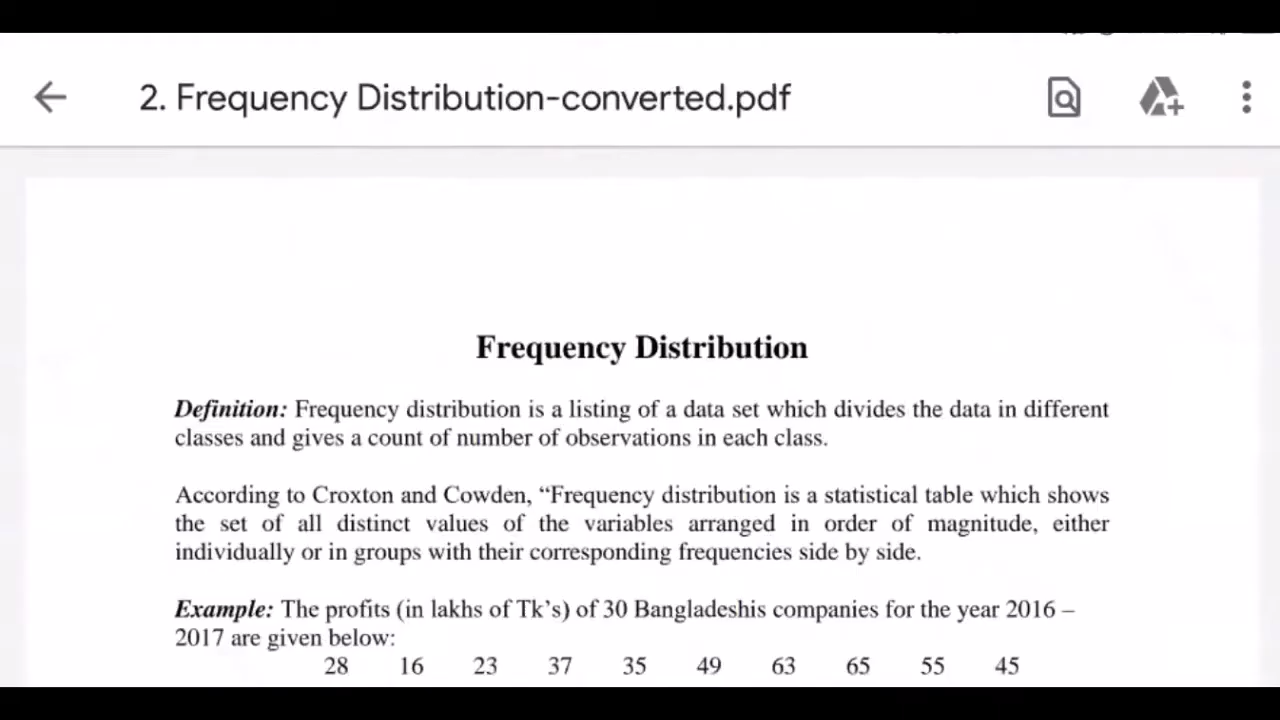 2. Frequency Distribution-converted.pdf
Frequency Distribution
Definition: Frequency distribution is a listing of a data set which divides the data in different
classes and gives a count of number of observations in each class.
According to Croxton and Cowden, “Frequency distribution is a statistical table which shows
the set of all distinct values of the variables arranged in order of magnitude, either
individually or in groups with their corresponding frequencies side by side.
Example: The profits (in lakhs of Tk’s) of 30 Bangladeshis companies for the year 2016 –
2017 are given below:
28 16 23 37 35 49 63 65 55 45